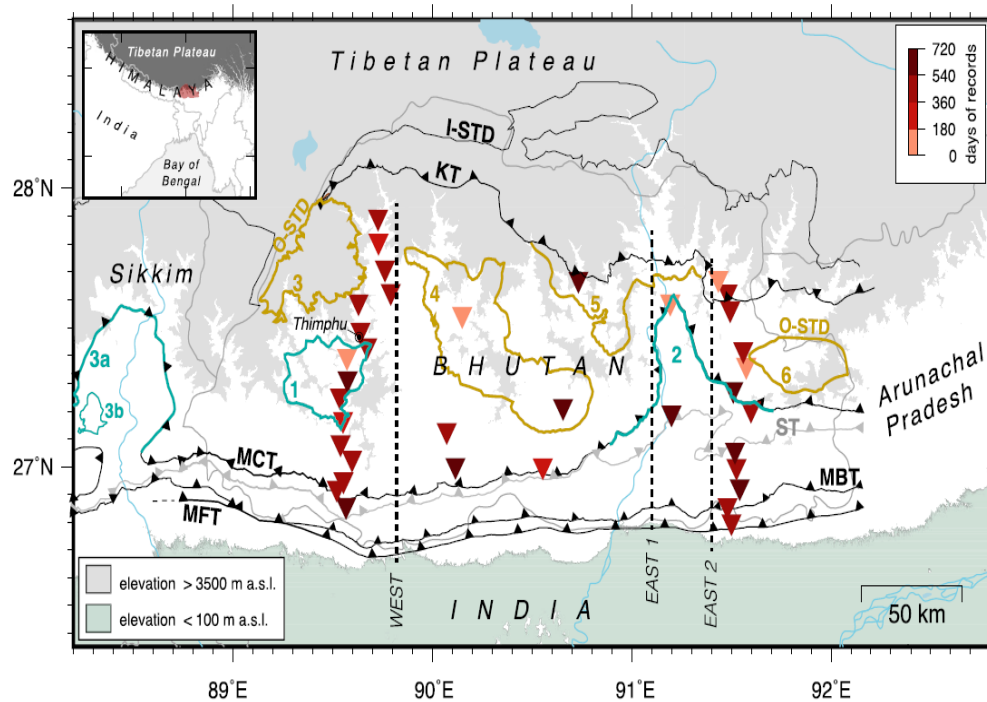 Tibetan Plateau
HIMALAYA
India
Bay of
Bengal
Tibetan Plateau
720
540
360
180
0
days of records
I-STD
KT
28°N
O-STD
Sikkim
3
4
5
Thimphu
O-STD
3a
BHUTAN
2
1
6
3b
Arunachal
Pradesh
ST
27°N
MCT
MBT
MFT
elevation > 3500 m a.s.l.
elevation < 100 m a.s.l.
WEST
EAST 1
EAST 2
INDIA
50 km
89°E
90°E
91°E
92°E